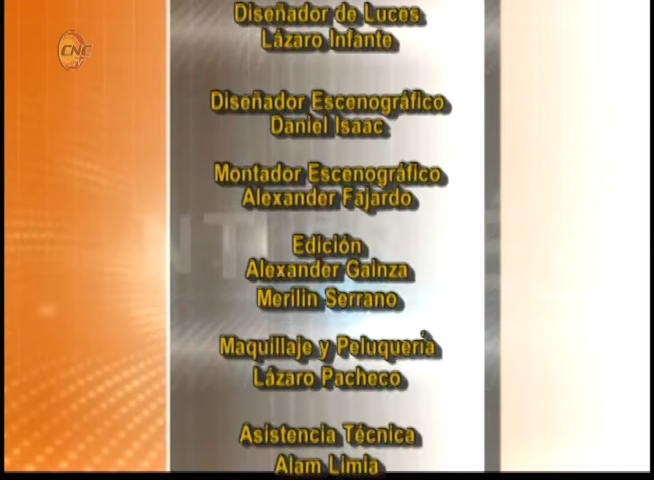 Diseñador de Luces
CNC
TV
Lázaro Infante
Diseñador Escenográfico
Daniel Isaac
Montador Escenográfico
Alexander Fajardo
Edición
Alexander Gainza
Merilin Serrano
Maquillaje y Peluquería
Lázaro Pacheco
Asistencia Técnica
Alam Limia